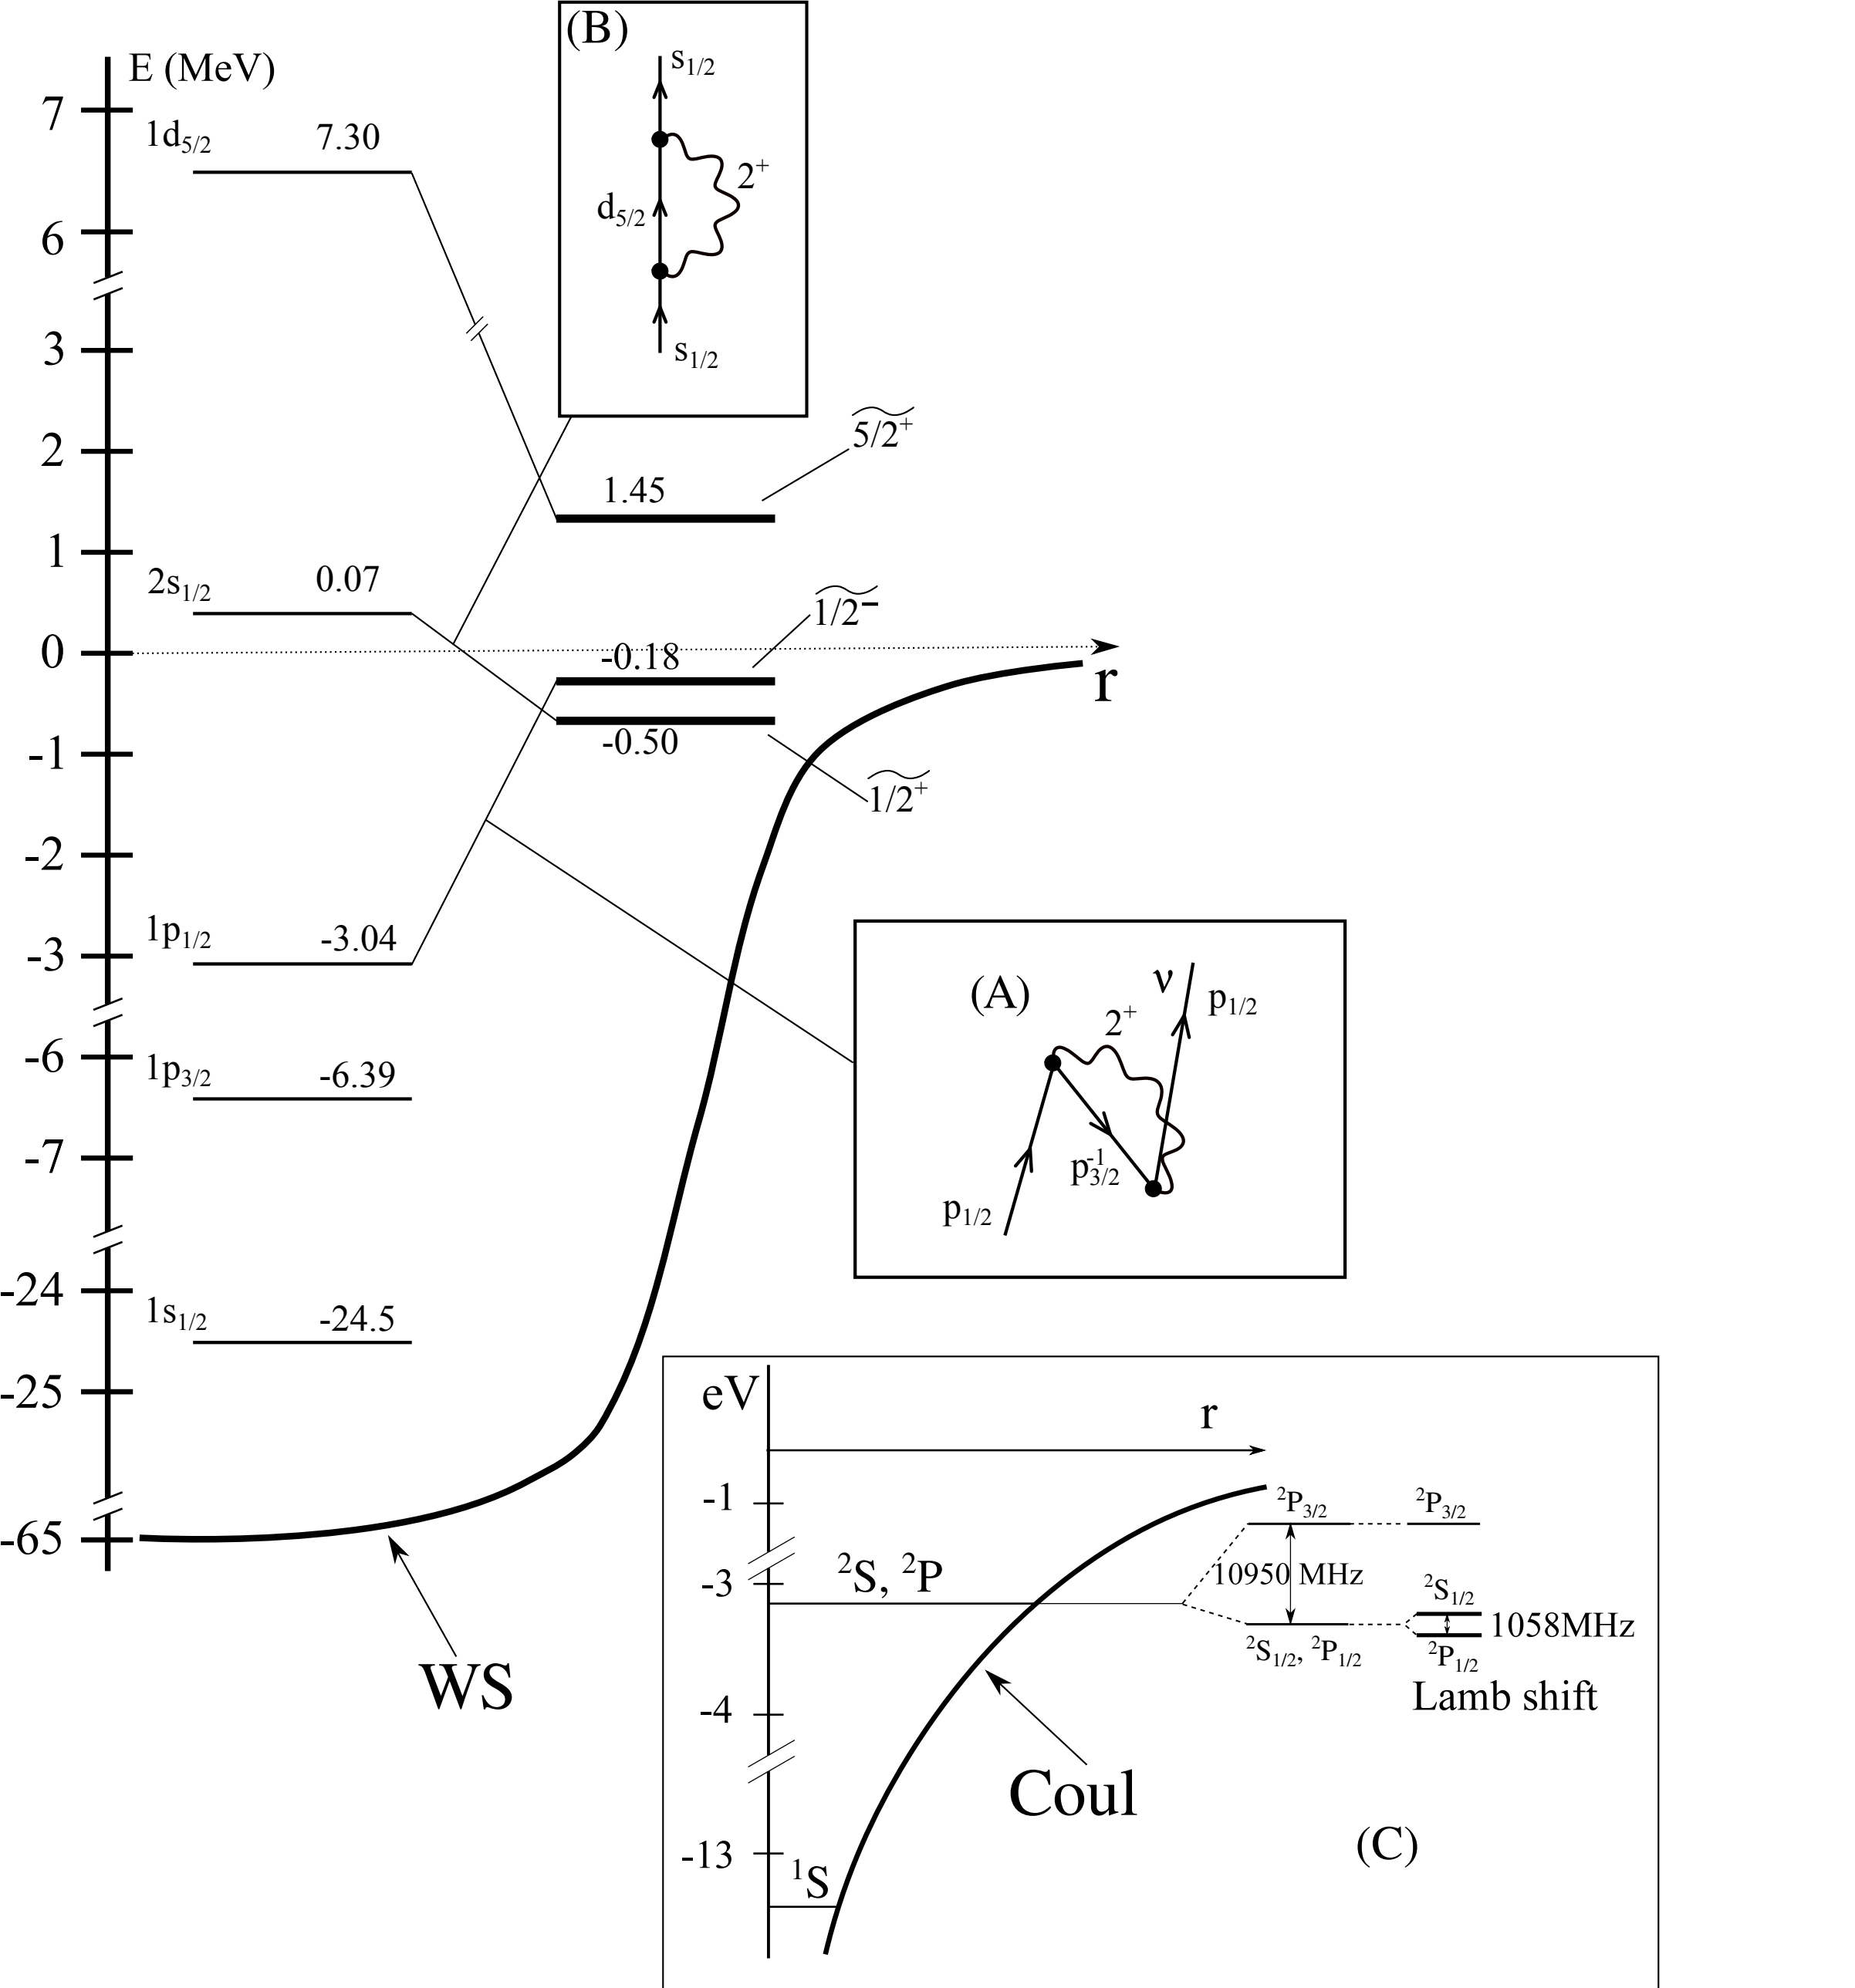 (B)
E (MeV)
s1/2
7
1d5/2 7.30
2+
d5/2
6
3
s1/2
2
5/2+
1.45
1
2s1/2 0.07
1/2−
0
-0.18
r
-0.50
-1
1/2+
-2
1p1/2 -3.04
-3
(A)
ν
p1/2
2+
-6
1p3/2 -6.39
-7
p3/2-1
p1/2
-24
1s1/2 -24.5
-25
-65
WS
eV
r
-1
2P3/2
2P3/2
10950 MHz
-3
2S, 2P
2S1/2
1058MHz
2S1/2, 2P1/2
2P1/2
Lamb shift
-4
Coul
(C)
-13
1S